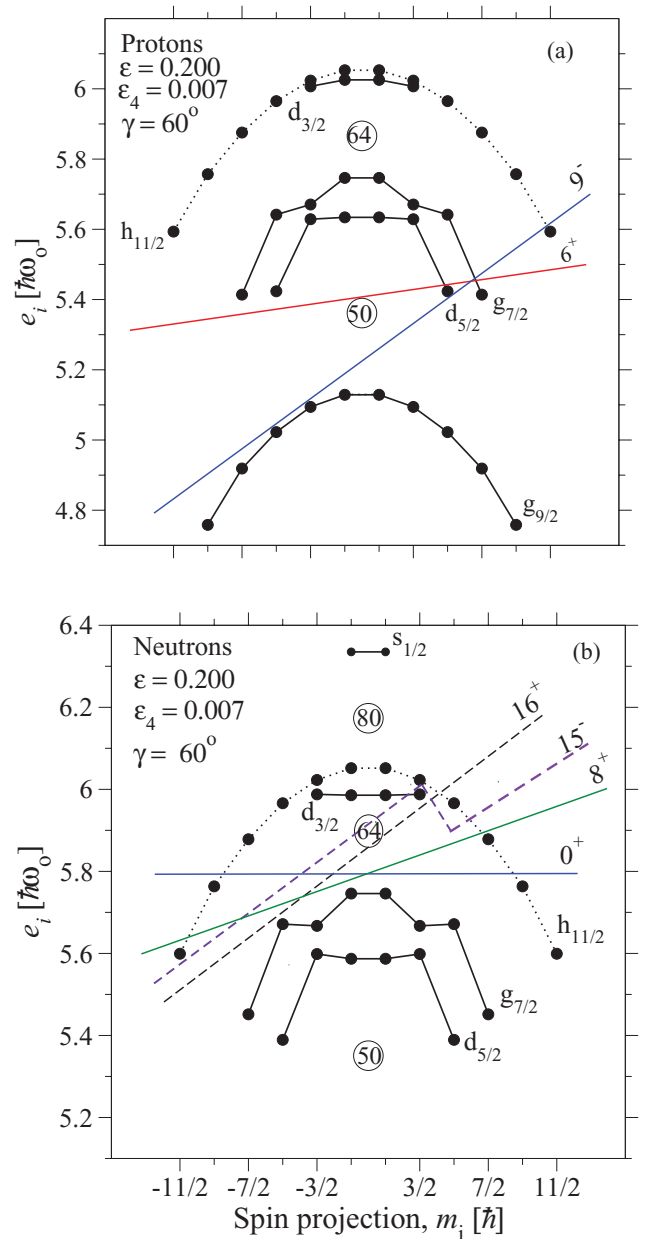 Protons
(a)
ε = 0.200
ε₄ = 0.007
γ = 60°
d₃/₂
64
h₁₁/₂
9⁻
6⁺
50
d₅/₂
g₇/₂
g₉/₂
6
5.8
5.6
5.4
5.2
5
4.8
eᵢ [ħω₀]
Neutrons
s₁/₂
(b)
ε = 0.200
ε₄ = 0.007
γ = 60°
80
16⁺
15⁻
8⁺
d₃/₂
64
0⁺
h₁₁/₂
g₇/₂
d₅/₂
50
6.4
6.2
6
5.8
5.6
5.4
5.2
eᵢ [ħω₀]
-11/2 -7/2 -3/2 3/2 7/2 11/2
Spin projection, mᵢ [ħ]